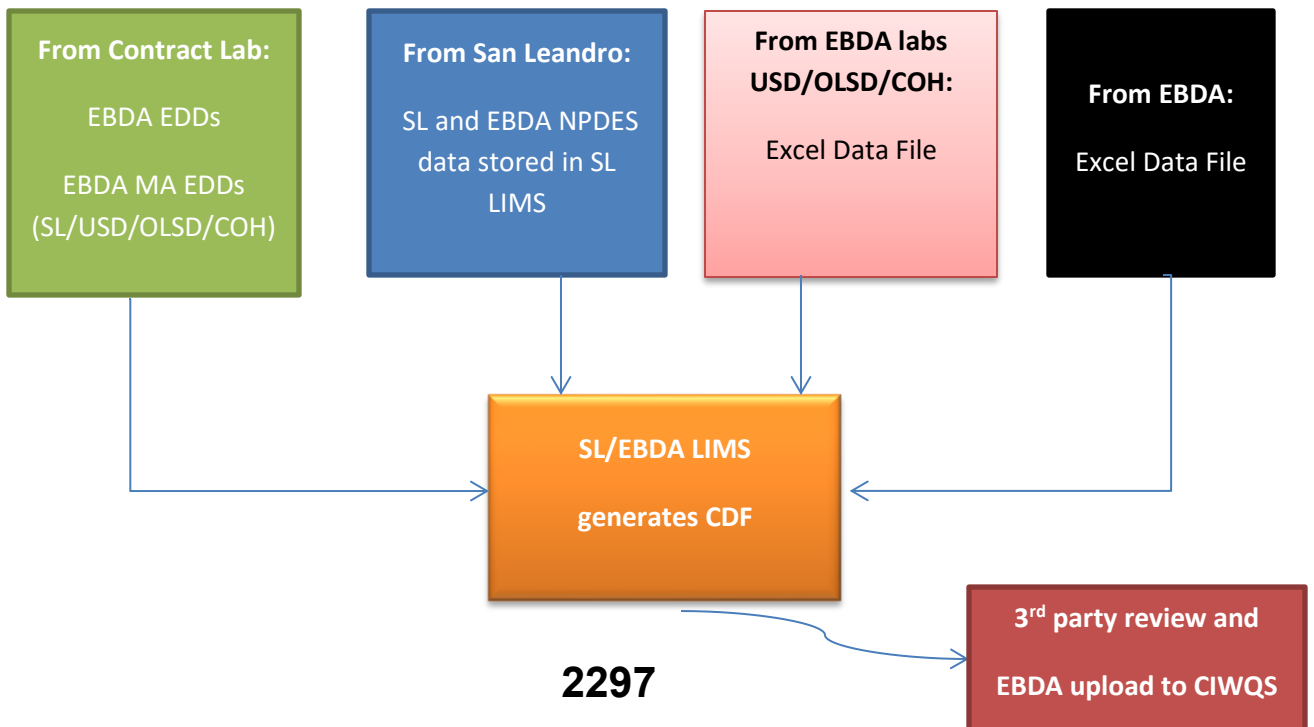 From Contract Lab:
EBDA EDDs
EBDA MA EDDs
(SL/USD/OLSD/COH)
From San Leandro:
SL and EBDA NPDES
data stored in SL
LIMS
From EBDA labs
USD/OLSD/COH:
Excel Data File
From EBDA:
Excel Data File
SL/EBDA LIMS
generates CDF
3rd party review and
EBDA upload to CIWQS
2297